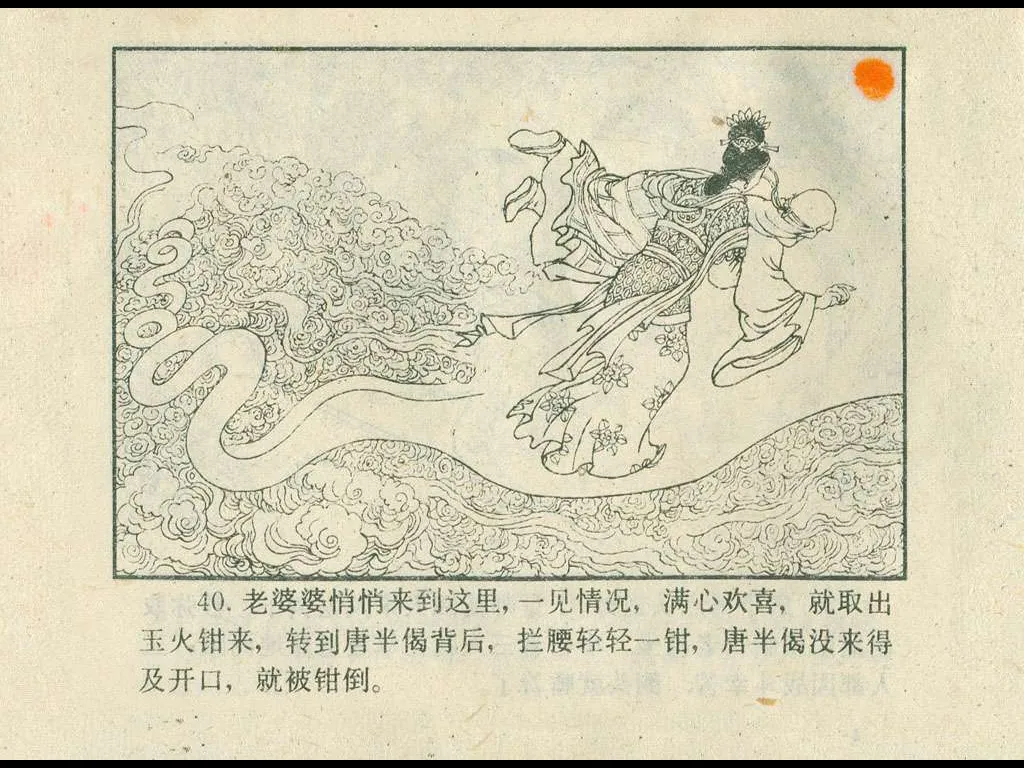 40. 老婆婆悄悄来到这里，一见情况，满心欢喜，就取出
玉火钳来，转到唐半偈背后，拦腰轻轻一钳，唐半偈没来得
及开口，就被钳倒。